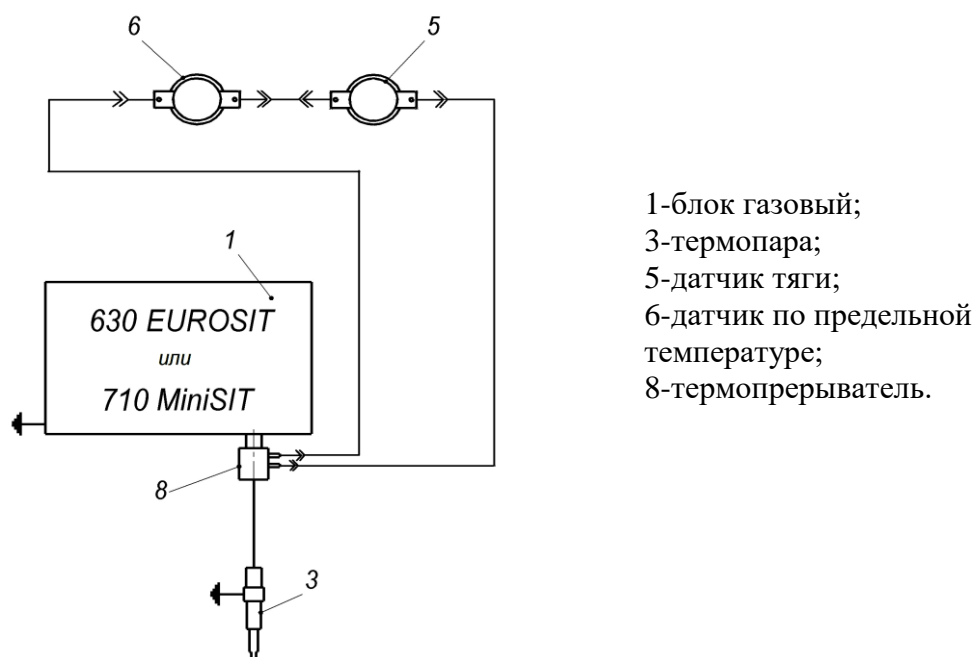 6
5
1
630 EUROSIT
или
710 MiniSIT
8
3
1-блок газовый;
3-термопара;
5-датчик тяги;
6-датчик по предельной
температуре;
8-термопрерыватель.